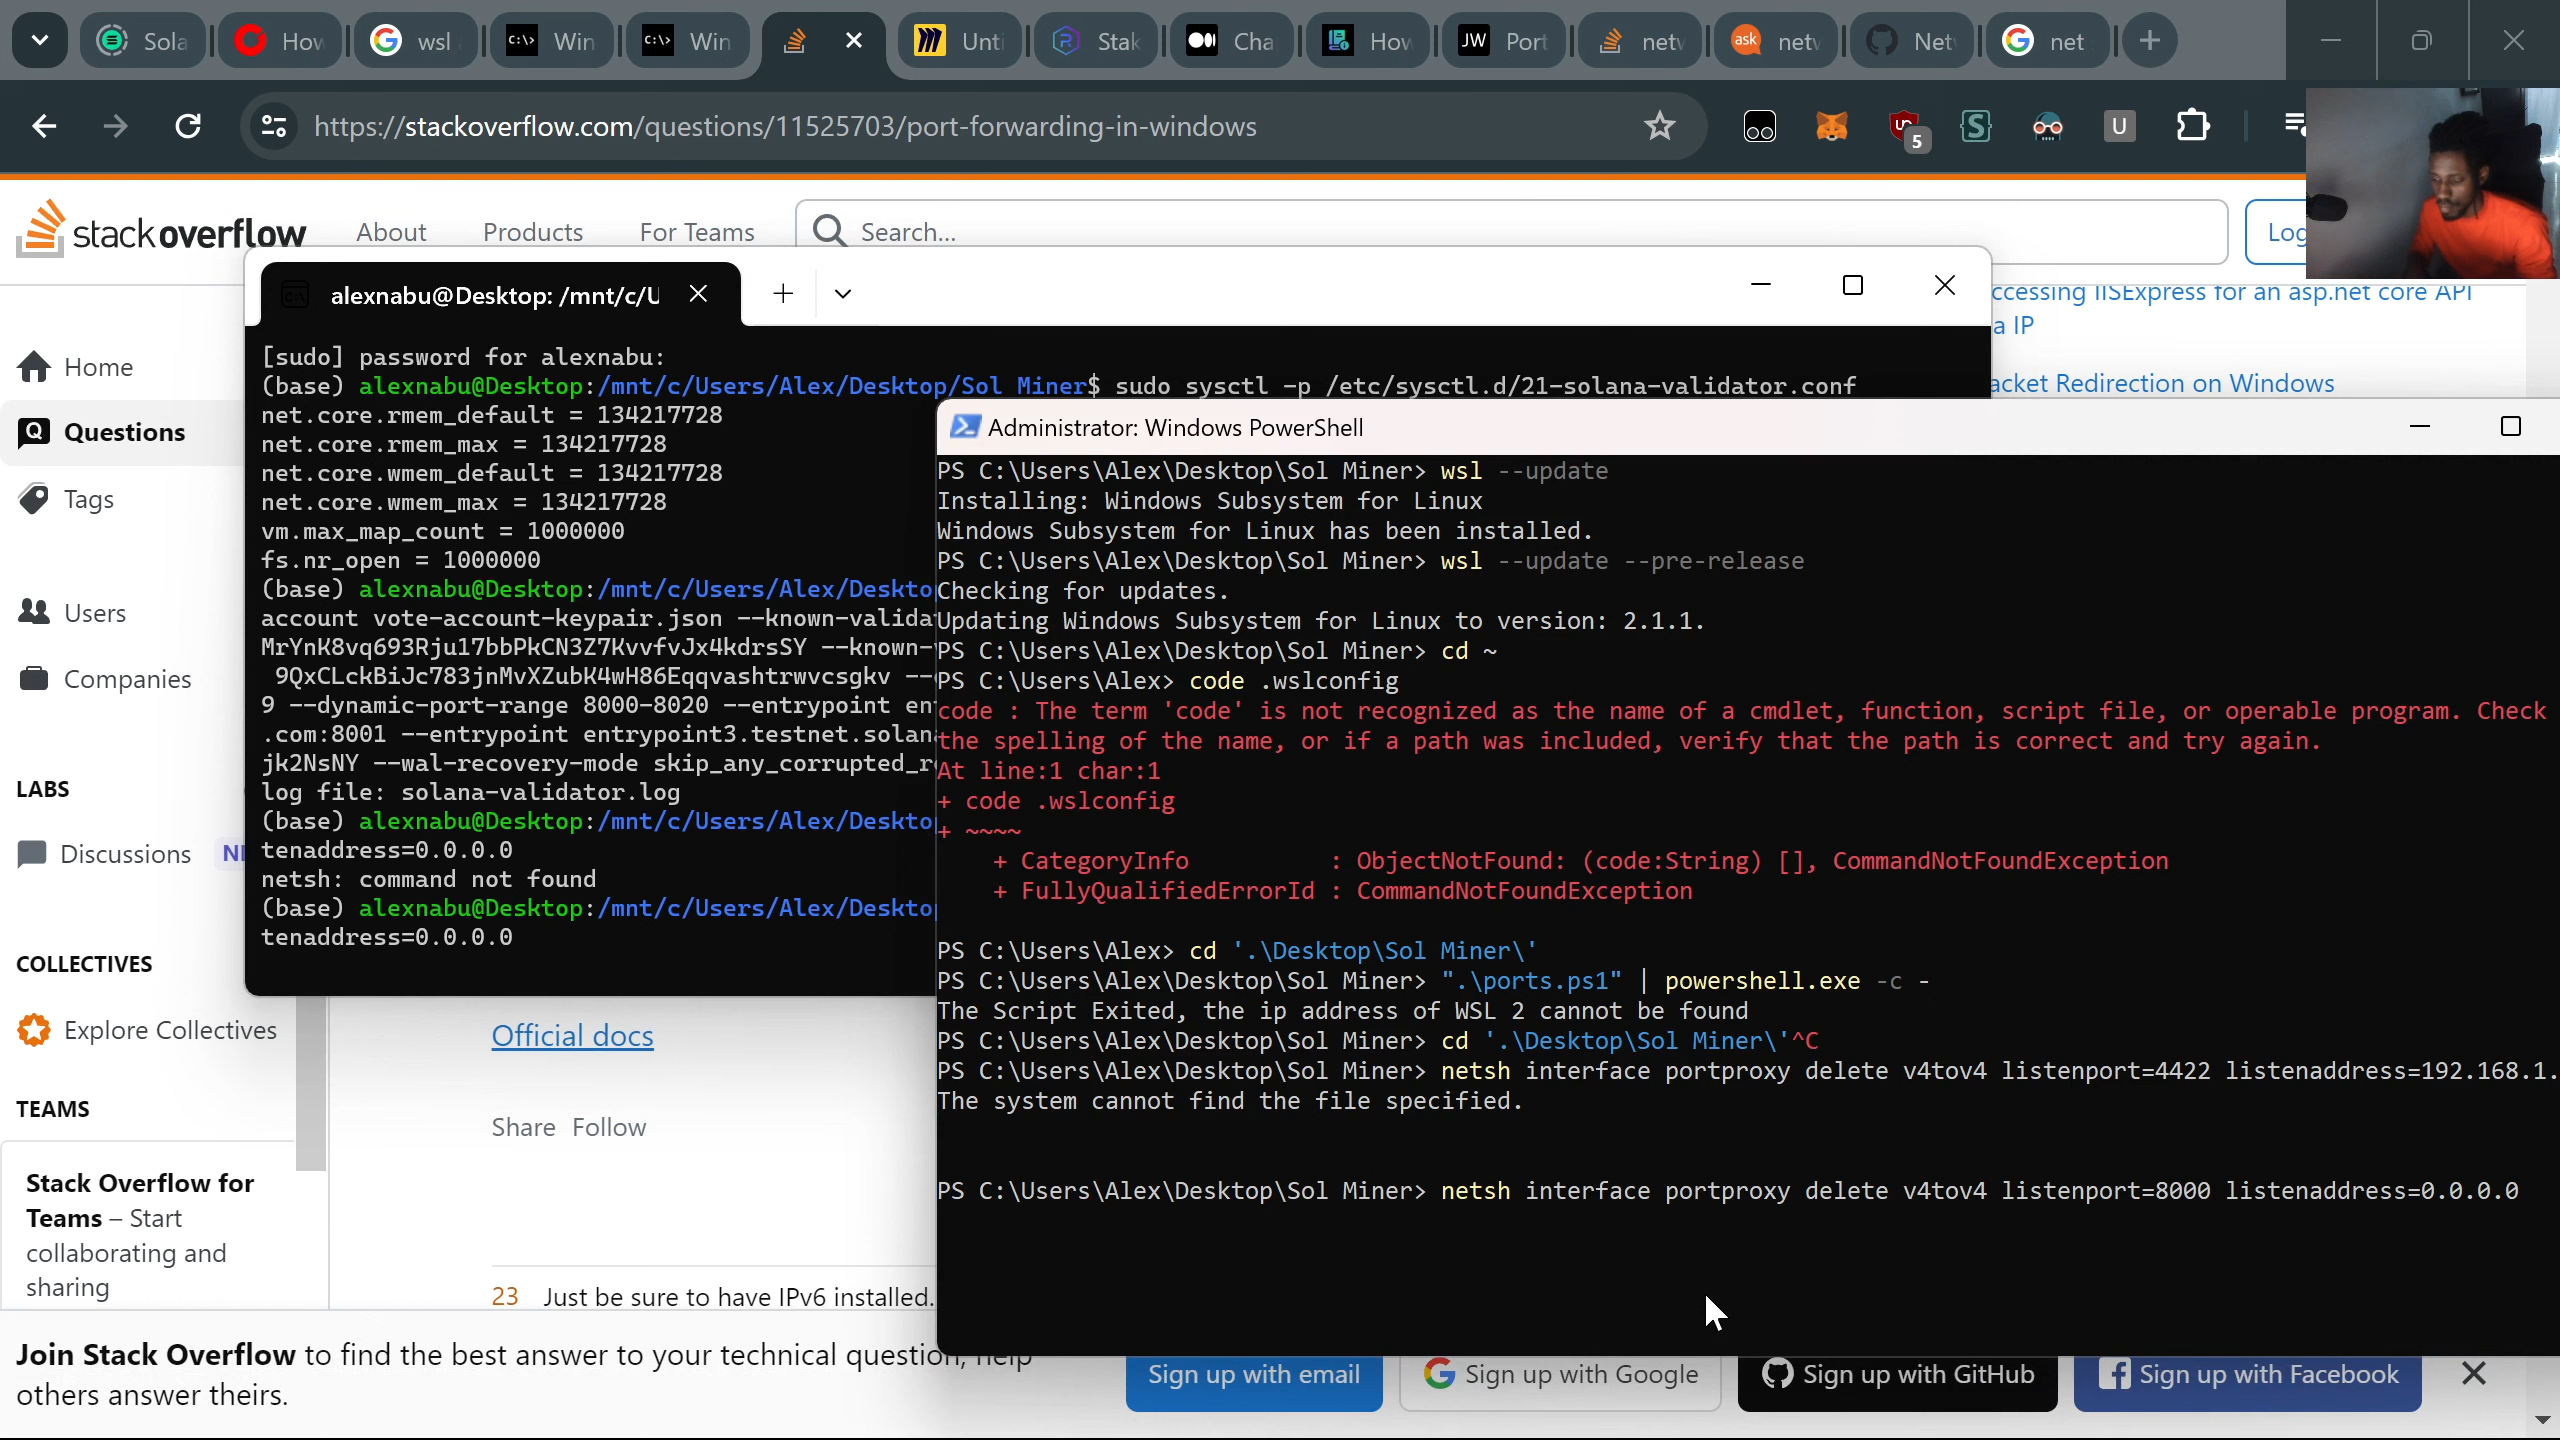 Sola
How
wsl
Win
Win
Unti
Stak
Cha
How
JW Port
netw
ask netw
Net
net
https://stackoverflow.com/questions/11525703/port-forwarding-in-windows
5
U
stackoverflow
About
Products
For Teams
Search...
Log
ccessing IISExpress for an asp.net core API
a IP
acket Redirection on Windows
Home
Questions
Tags
Users
Companies
LABS
Discussions
COLLECTIVES
Explore Collectives
TEAMS
Stack Overflow for
Teams – Start
collaborating and
sharing
alexnabu@Desktop: /mnt/c/U
[sudo] password for alexnabu:
(base) alexnabu@Desktop:/mnt/c/Users/Alex/Desktop/Sol Miner$ sudo sysctl -p /etc/sysctl.d/21-solana-validator.conf
net.core.rmem_default = 134217728
net.core.rmem_max = 134217728
net.core.wmem_default = 134217728
net.core.wmem_max = 134217728
vm.max_map_count = 1000000
fs.nr_open = 1000000
(base) alexnabu@Desktop:/mnt/c/Users/Alex/Deskto
account vote-account-keypair.json --known-valida
MrYnK8vq693Rju17bbPkCN3Z7KvvfvJx4kdrsSY --known-
9QxCLckBiJc783jnMvXZubK4wH86Eqqvashtrwvcsgkv --
9 --dynamic-port-range 8000-8020 --entrypoint en
.com:8001 --entrypoint entrypoint3.testnet.solan
jk2NsNY --wal-recovery-mode skip_any_corrupted_r
log file: solana-validator.log
(base) alexnabu@Desktop:/mnt/c/Users/Alex/Deskto
tenaddress=0.0.0.0
netsh: command not found
(base) alexnabu@Desktop:/mnt/c/Users/Alex/Deskto
tenaddress=0.0.0.0
Administrator: Windows PowerShell
PS C:\Users\Alex\Desktop\Sol Miner> wsl --update
Installing: Windows Subsystem for Linux
Windows Subsystem for Linux has been installed.
PS C:\Users\Alex\Desktop\Sol Miner> wsl --update --pre-release
Checking for updates.
Updating Windows Subsystem for Linux to version: 2.1.1.
PS C:\Users\Alex\Desktop\Sol Miner> cd ~
PS C:\Users\Alex> code .wslconfig
code : The term 'code' is not recognized as the name of a cmdlet, function, script file, or operable program. Check
the spelling of the name, or if a path was included, verify that the path is correct and try again.
At line:1 char:1
+ code .wslconfig
+ ~~~~
+ CategoryInfo : ObjectNotFound: (code:String) [], CommandNotFoundException
+ FullyQualifiedErrorId : CommandNotFoundException
PS C:\Users\Alex> cd '.\Desktop\Sol Miner\'
PS C:\Users\Alex\Desktop\Sol Miner> ".\ports.ps1" | powershell.exe -c -
The Script Exited, the ip address of WSL 2 cannot be found
PS C:\Users\Alex\Desktop\Sol Miner> cd '.\Desktop\Sol Miner\'^C
PS C:\Users\Alex\Desktop\Sol Miner> netsh interface portproxy delete v4tov4 listenport=4422 listenaddress=192.168.1.
The system cannot find the file specified.
PS C:\Users\Alex\Desktop\Sol Miner> netsh interface portproxy delete v4tov4 listenport=8000 listenaddress=0.0.0.0
Official docs
Share Follow
23 Just be sure to have IPv6 installed.
Join Stack Overflow to find the best answer to your technical question, help
others answer theirs.
Sign up with email
Sign up with Google
Sign up with GitHub
Sign up with Facebook